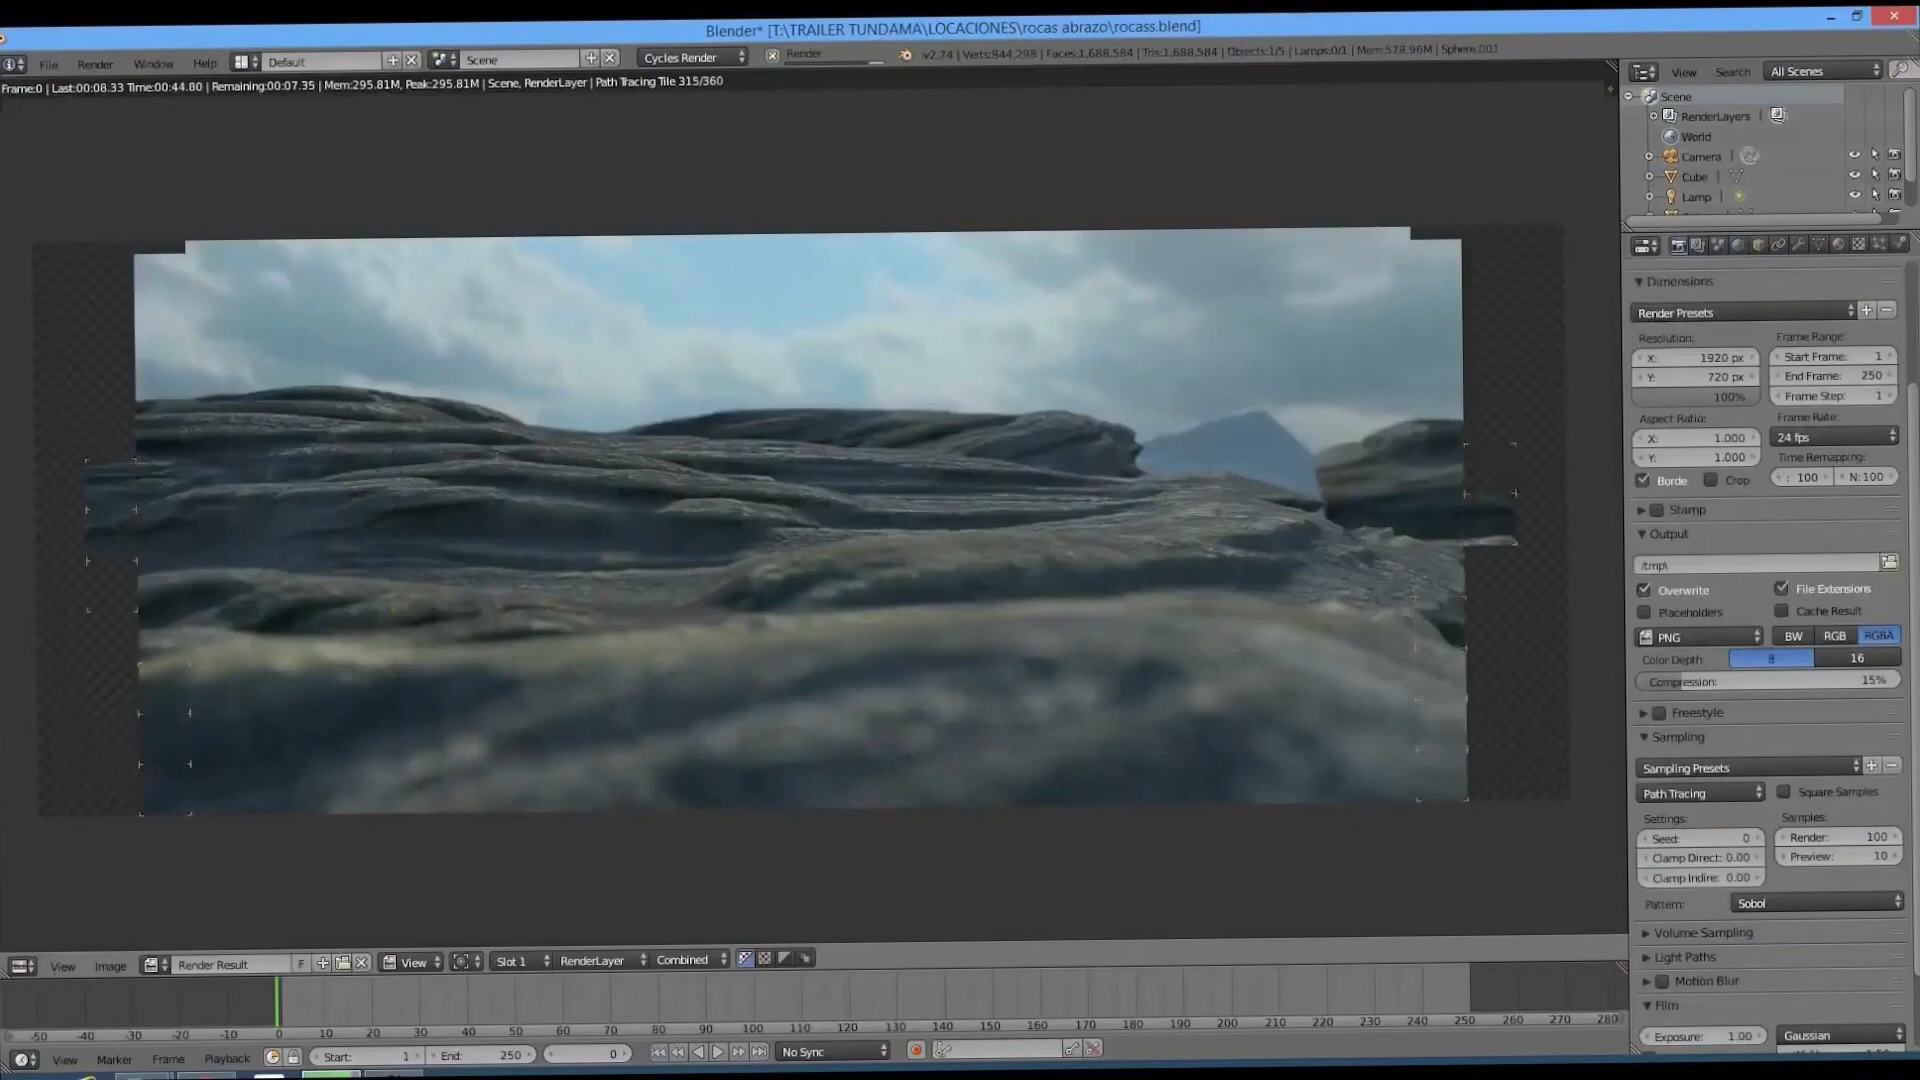 Blender* [T:\TRAILER TUNDAMA\LOCACIONES\rocas abrazo\rocass.blend]
File Render Window Help Default Scene Cycles Render Render v2.74 | Verts:844,298 | Faces:1,688,584 | Tris:1,688,584 | Objects:1/5 | Lamps:0/1 | Mem:578.96M | Sphere.003
Frame:0 | Last:00:08.33 Time:00:44.80 | Remaining:00:07.35 | Mem:295.81M, Peak:295.81M | Scene, RenderLayer | Path Tracing Tile 315/360
View Search All Scenes
Scene
RenderLayers |
World
Camera |
Cube |
Lamp |
Dimensions
Render Presets
Resolution: Frame Range:
X: 1920 px Start Frame: 1
Y: 720 px End Frame: 250
100% Frame Step: 1
Aspect Ratio: Frame Rate:
X: 1.000 24 fps
Y: 1.000 Time Remapping:
Borde Crop : 100 N:100
Stamp
Output
/tmp\
Overwrite File Extensions
Placeholders Cache Result
PNG BW RGB RGBA
Color Depth: 8 16
Compression: 15%
Freestyle
Sampling
Sampling Presets
Path Tracing Square Samples
Settings: Samples:
Seed: 0 Render: 100
Clamp Direct: 0.00 Preview: 10
Clamp Indire: 0.00
Pattern: Sobol
Volume Sampling
Light Paths
Motion Blur
Film
Exposure: 1.00 Gaussian
View Image Render Result F View Slot 1 RenderLayer Combined
-50 -40 -30 -20 -10 0 10 20 30 40 50 60 70 80 90 100 110 120 130 140 150 160 170 180 190 200 210 220 230 240 250 260 270 280
View Marker Frame Playback Start: 1 End: 250 0 No Sync